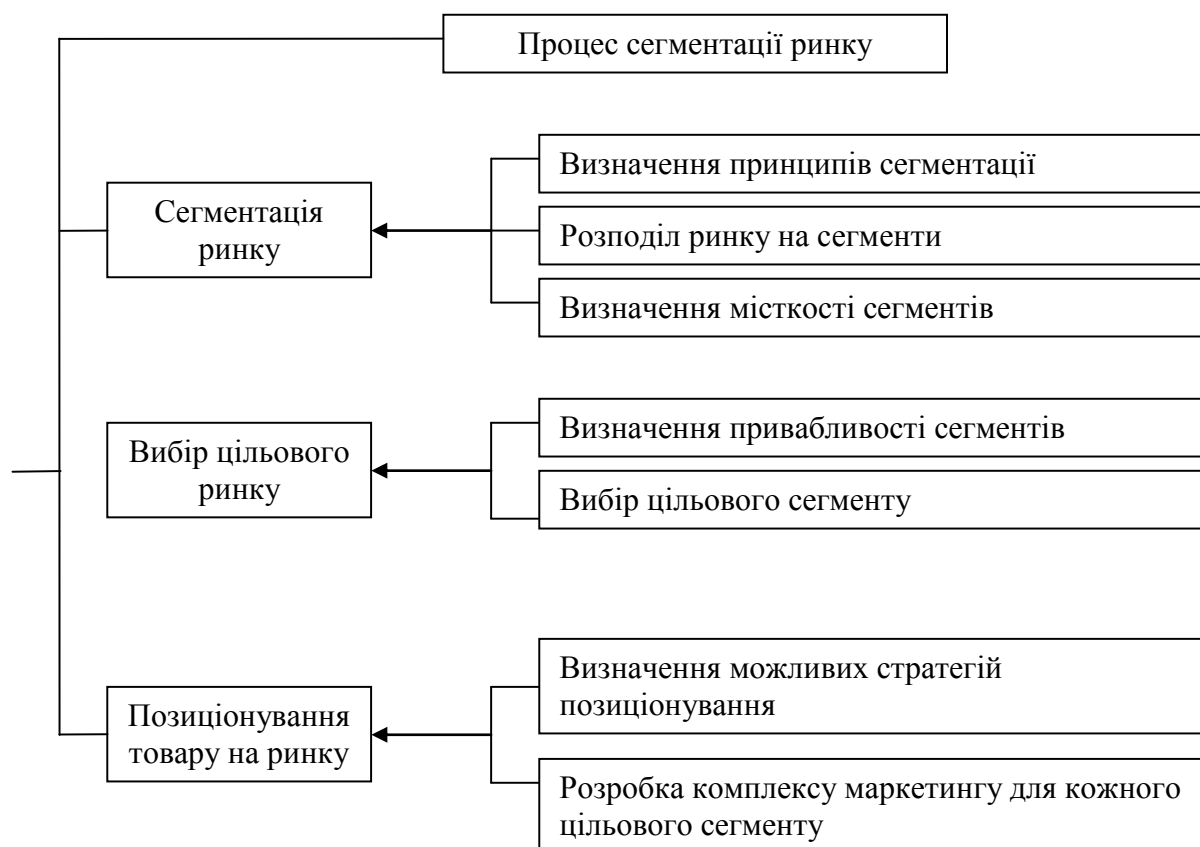 Процес сегментації ринку
Визначення принципів сегментації
Сегментація
ринку
Розподіл ринку на сегменти
Визначення місткості сегментів
Визначення привабливості сегментів
Вибір цільового
ринку
Вибір цільового сегменту
Визначення можливих стратегій
позиціонування
Позиціонування
товару на ринку
Розробка комплексу маркетингу для кожного
цільового сегменту